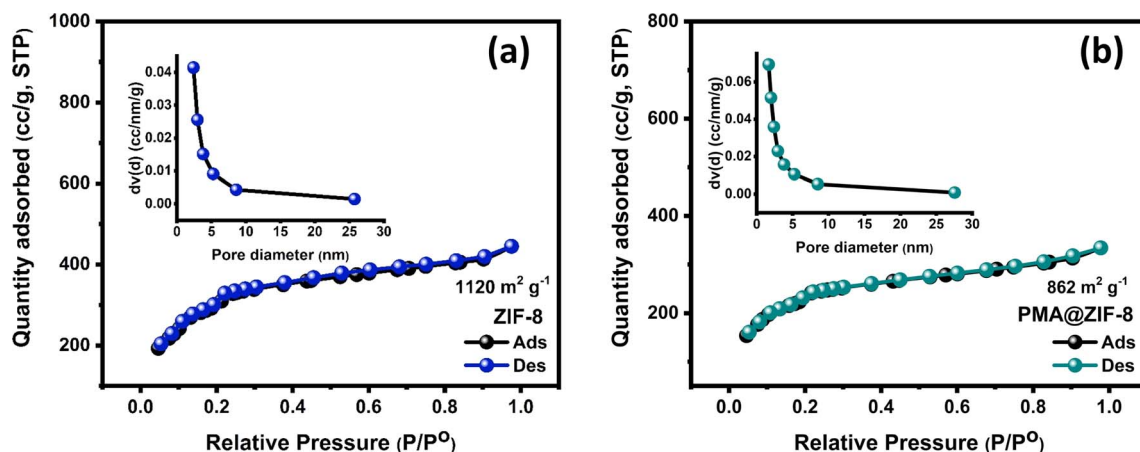 (a)
Quantity adsorbed (cc/g, STP)
1000
800
600
400
200
0.0
0.2
0.4
0.6
0.8
1.0
Relative Pressure (P/P⁰)
dv(d) (cc/nm/g)
0.04
0.03
0.02
0.01
0.00
0
5
10
15
20
25
30
Pore diameter (nm)
1120 m² g⁻¹
ZIF-8
Ads
Des
(b)
Quantity adsorbed (cc/g, STP)
800
600
400
200
0
0.0
0.2
0.4
0.6
0.8
1.0
Relative Pressure (P/P⁰)
dv(d) (cc/nm/g)
0.06
0.04
0.02
0.00
0
5
10
15
20
25
30
Pore diameter (nm)
862 m² g⁻¹
PMA@ZIF-8
Ads
Des